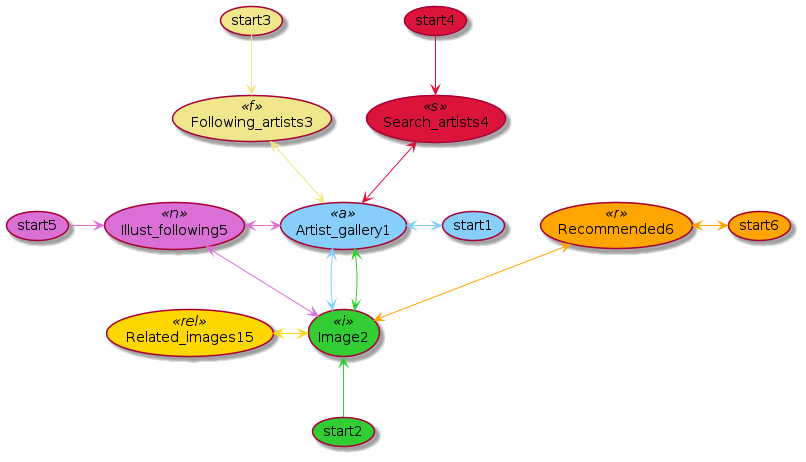 start3
start4
«f»
Following_artists3
«s»
Search_artists4
start5
«n»
Illust_following5
«a»
Artist_gallery1
start1
«r»
Recommended6
start6
«rel»
Related_images15
«i»
Image2
start2